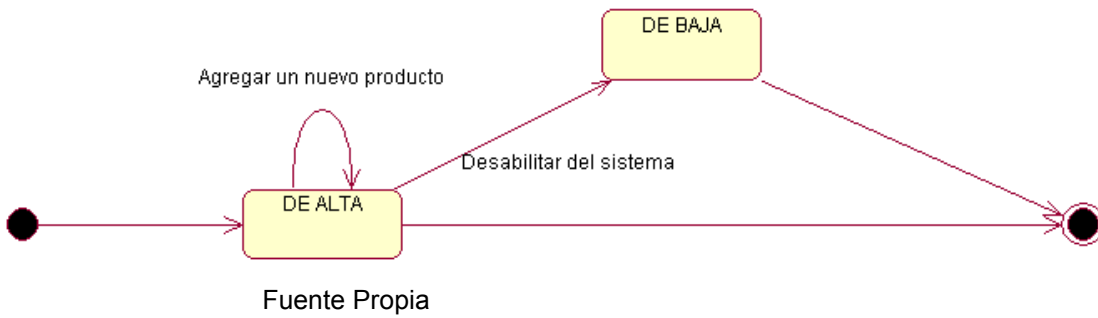 DE BAJA
Agregar un nuevo producto
Desabilitar del sistema
DE ALTA
Fuente Propia